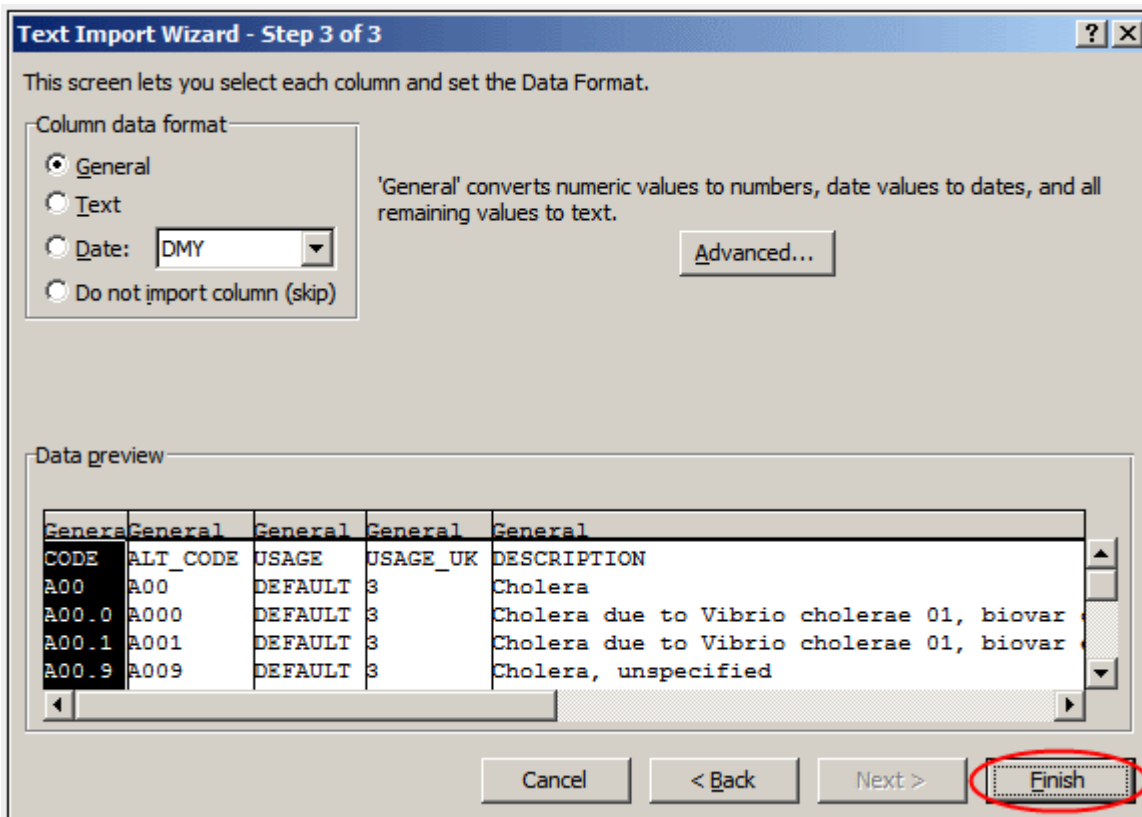 Text Import Wizard - Step 3 of 3
This screen lets you select each column and set the Data Format.
Column data format
General
Text
Date: DMY
Do not import column (skip)
'General' converts numeric values to numbers, date values to dates, and all
remaining values to text.
Advanced...
Data preview
Genera General General General General
CODE ALT_CODE USAGE USAGE_UK DESCRIPTION
A00 A00 DEFAULT 3 Cholera
A00.0 A000 DEFAULT 3 Cholera due to Vibrio cholerae 01, biovar
A00.1 A001 DEFAULT 3 Cholera due to Vibrio cholerae 01, biovar
A00.9 A009 DEFAULT 3 Cholera, unspecified
Cancel < Back Next > Finish